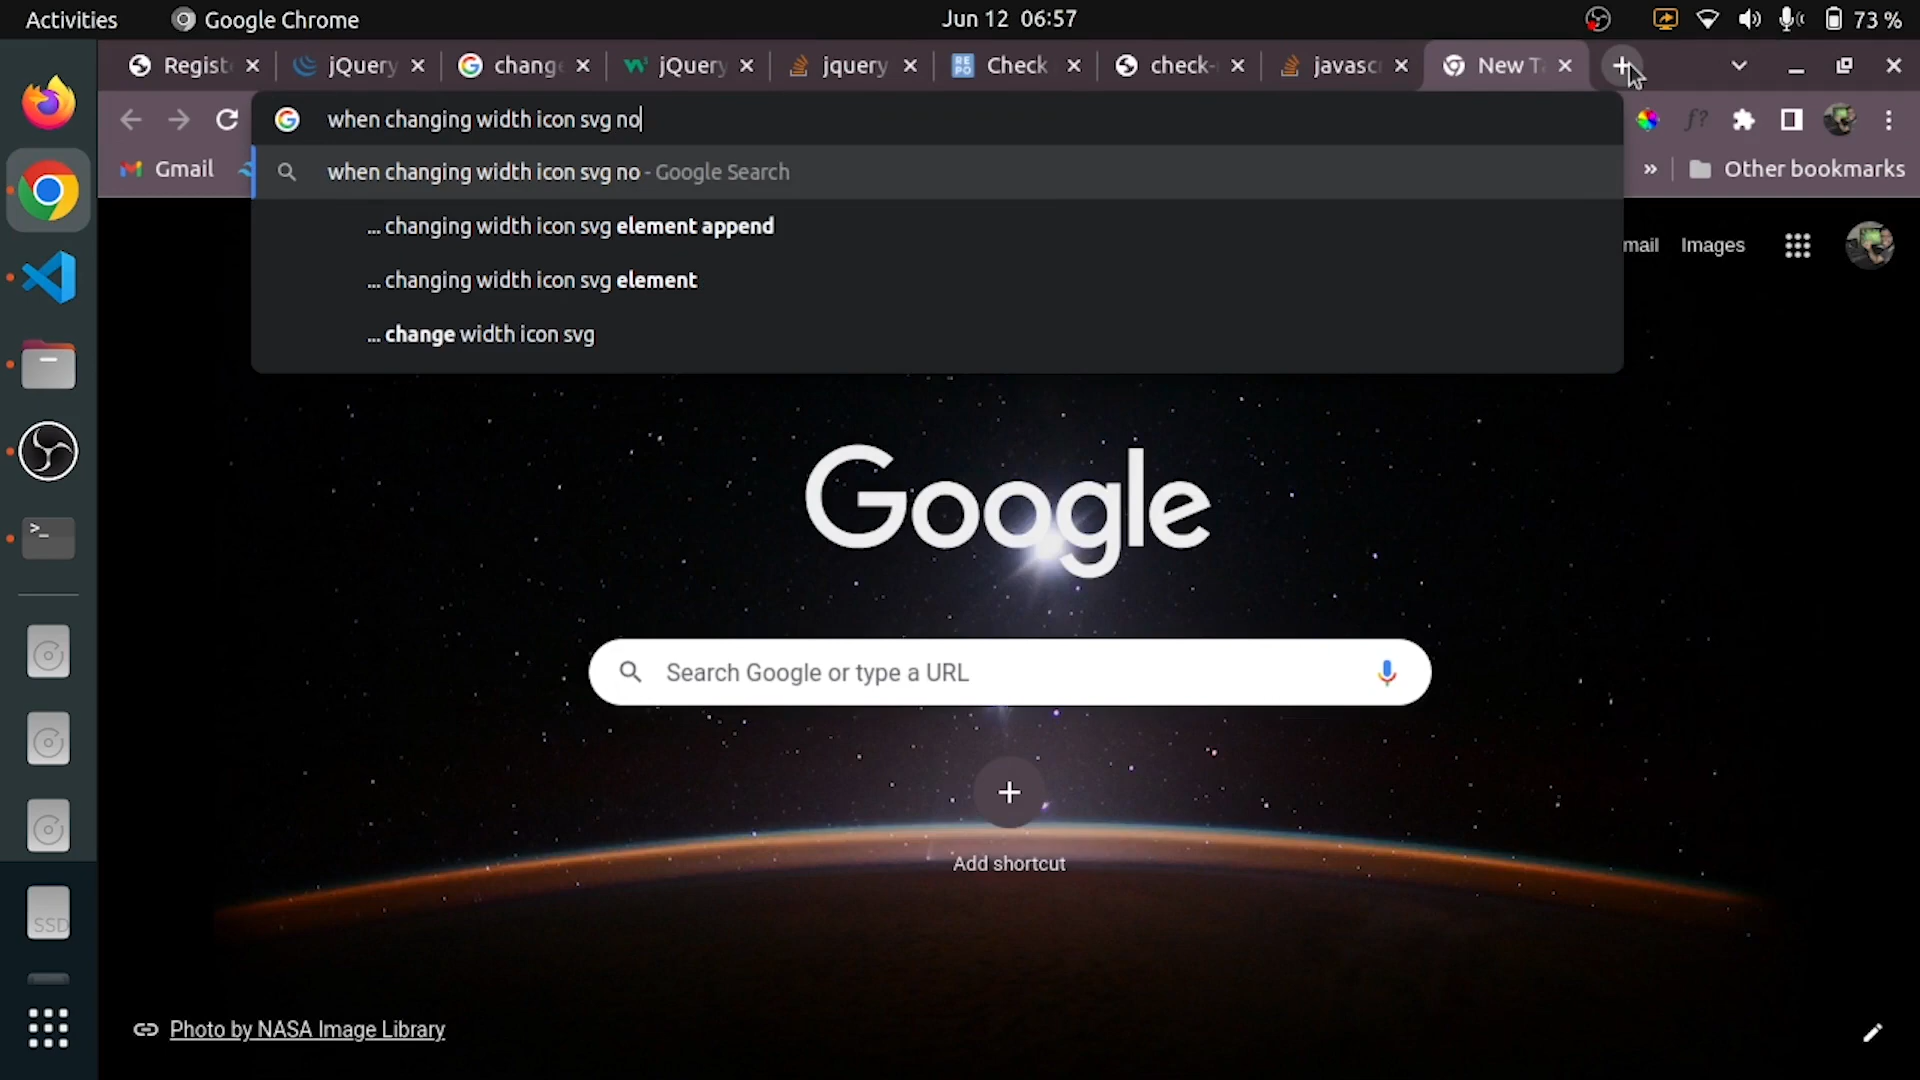 Activities
Google Chrome
Jun 12 06:57
73 %
Regist
jQuery
chang
jQuery
jquery
Check
check-
javasc
New T
when changing width icon svg no
f?
Gmail
when changing width icon svg no - Google Search
»
Other bookmarks
... changing width icon svg element append
mail
Images
... changing width icon svg element
... change width icon svg
Google
Search Google or type a URL
Add shortcut
SSD
Photo by NASA Image Library